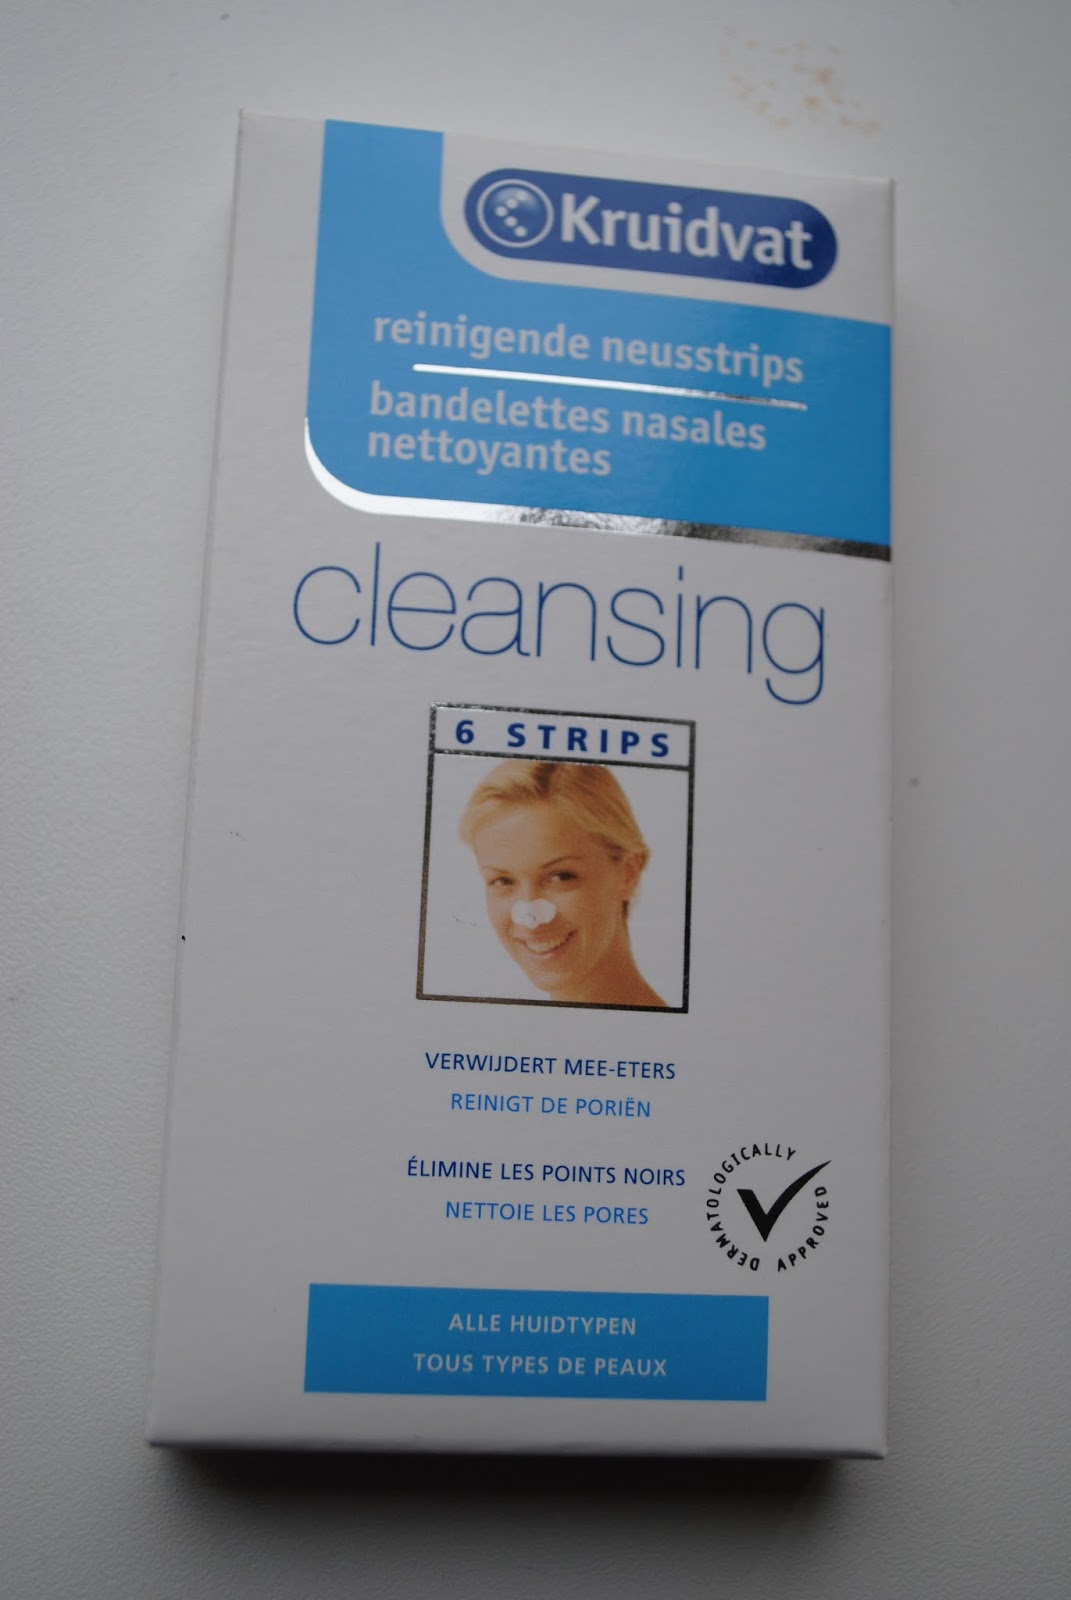 Kruidvat
reinigende neusstrips
bandelettes nasales
nettoyantes
cleansing
6 STRIPS
VERWIJDERT MEE-ETERS
REINIGT DE PORIËN
ÉLIMINE LES POINTS NOIRS
NETTOIE LES PORES
DERMATOLOGICALLY APPROVED
ALLE HUIDTYPEN
TOUS TYPES DE PEAUX